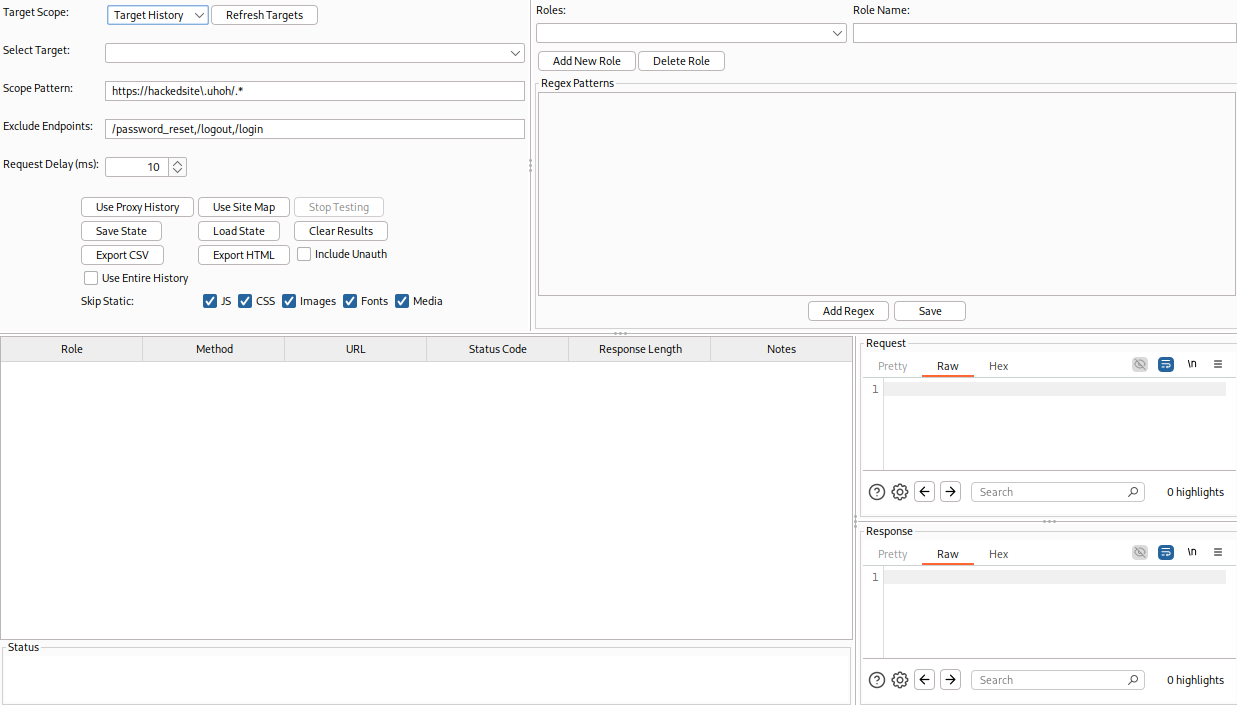 Target Scope:
Target History
Refresh Targets
Select Target:
Scope Pattern:
https://hackedsite\.uhoh/.*
Exclude Endpoints:
/password_reset,/logout,/login
Request Delay (ms):
10
Use Proxy History
Use Site Map
Stop Testing
Save State
Load State
Clear Results
Export CSV
Export HTML
Include Unauth
Use Entire History
Skip Static:
JS
CSS
Images
Fonts
Media
Roles:
Role Name:
Add New Role
Delete Role
Regex Patterns
Add Regex
Save
Role
Method
URL
Status Code
Response Length
Notes
Status
Request
Pretty
Raw
Hex
\n
1
Search
0 highlights
Response
Pretty
Raw
Hex
\n
1
Search
0 highlights